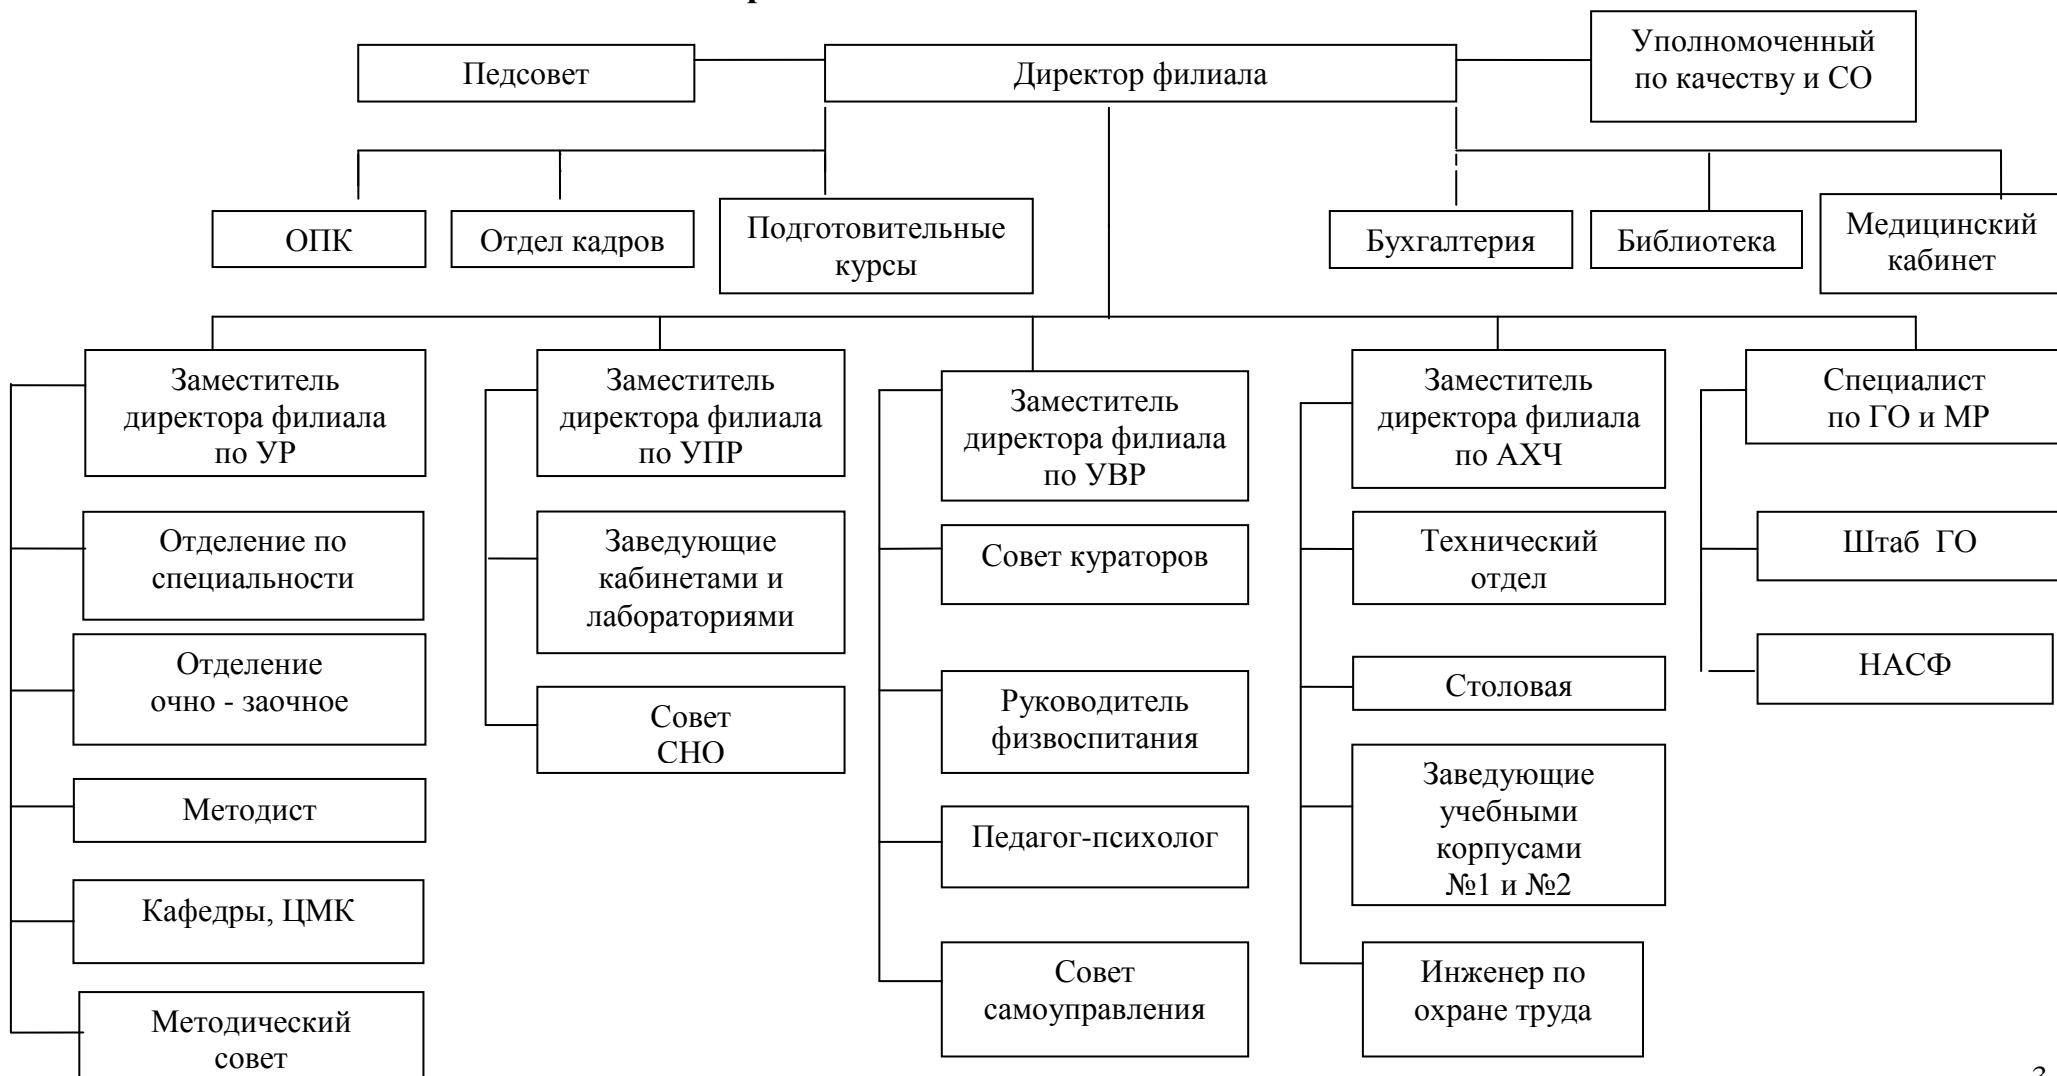 Педсовет
Директор филиала
Уполномоченный
по качеству и СО
ОПК
Отдел кадров
Подготовительные
курсы
Бухгалтерия
Библиотека
Медицинский
кабинет
Заместитель
директора филиала
по УР
Заместитель
директора филиала
по УПР
Заместитель
директора филиала
по УВР
Заместитель
директора филиала
по АХЧ
Специалист
по ГО и МР
Отделение по
специальности
Заведующие
кабинетами и
лабораториями
Совет кураторов
Технический
отдел
Штаб ГО
Отделение
очно - заочное
Совет
СНО
Руководитель
физвоспитания
Столовая
НАСФ
Методист
Педагог-психолог
Заведующие
учебными
корпусами
№1 и №2
Кафедры, ЦМК
Совет
самоуправления
Инженер по
охране труда
Методический
совет